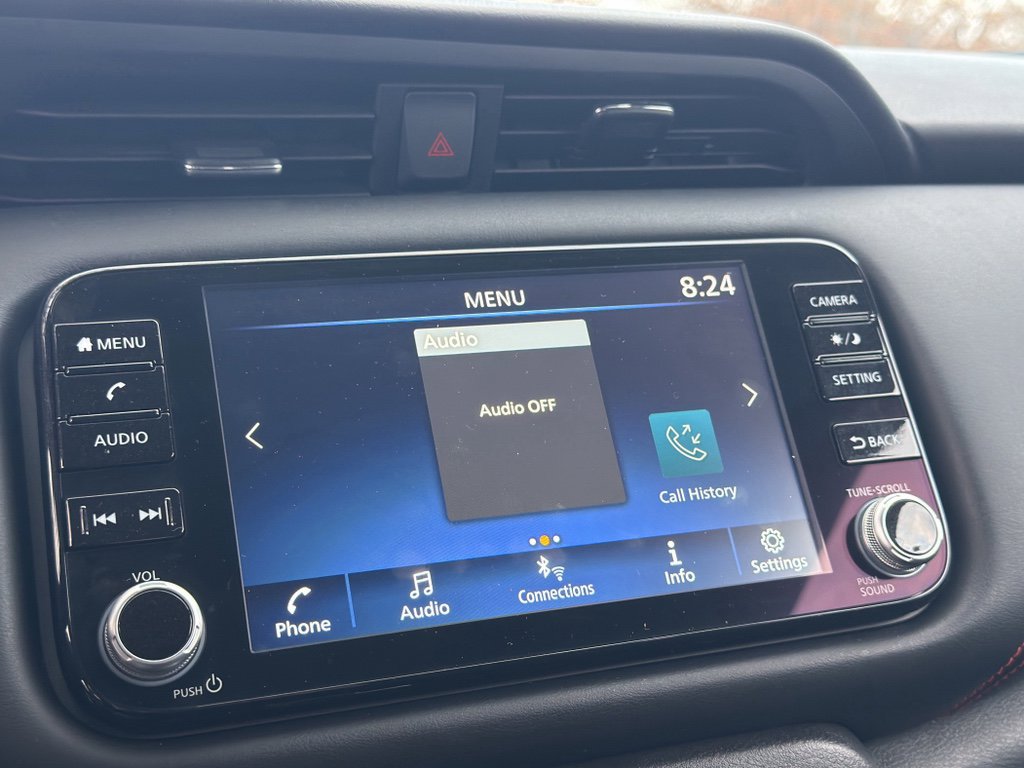 MENU
8:24
MENU
AUDIO
VOL
PUSH
Audio
Audio OFF
Call History
Phone
Audio
Connections
Info
Settings
CAMERA
SETTING
BACK
TUNE·SCROLL
PUSH
SOUND